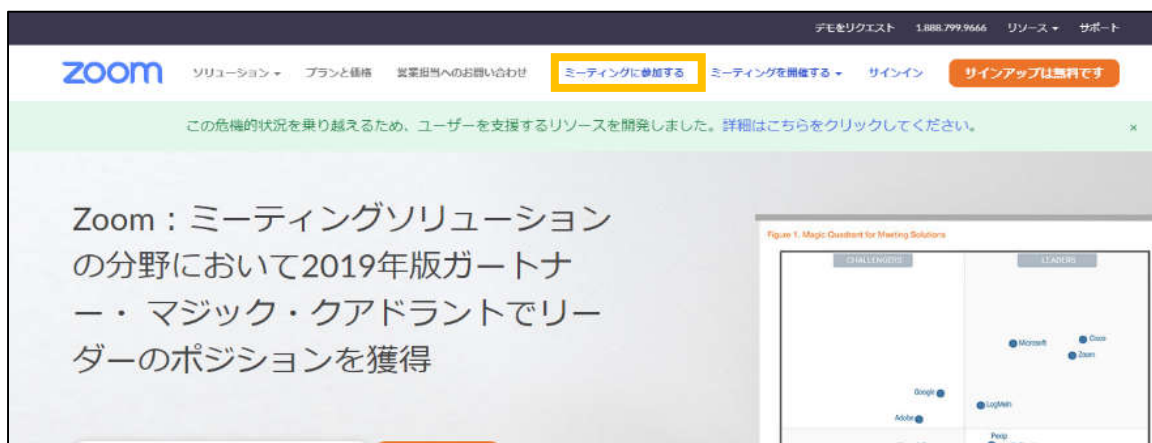 デモをリクエスト 1.888.799.9666 リソース サポート
zoom ソリューション プランと価格 営業担当へのお問い合わせ ミーティングに参加する ミーティングを開催する サインイン サインアップは無料です
この危機的状況を乗り越えるため、ユーザーを支援するリソースを開発しました。詳細はこちらをクリックしてください。 ×
Zoom：ミーティングソリューション
の分野において2019年版ガートナ
ー・ マジック・クアドラントでリー
ダーのポジションを獲得
Figure 1. Magic Quadrant for Meeting Solutions
CHALLENGERS LEADERS
Microsoft Cisco
Zoom
Google
LogMeIn
Adobe
Pexip